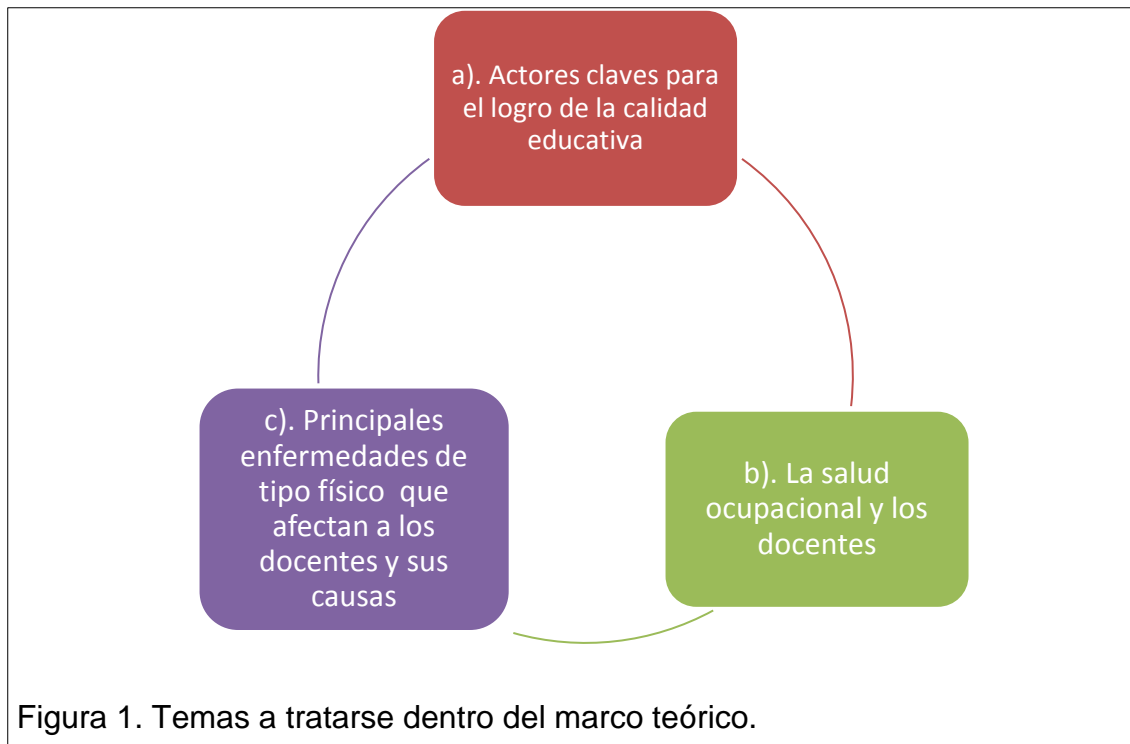 a). Actores claves para
el logro de la calidad
educativa
c). Principales
enfermedades de
tipo físico que
afectan a los
docentes y sus
causas
b). La salud
ocupacional y los
docentes
Figura 1. Temas a tratarse dentro del marco teórico.